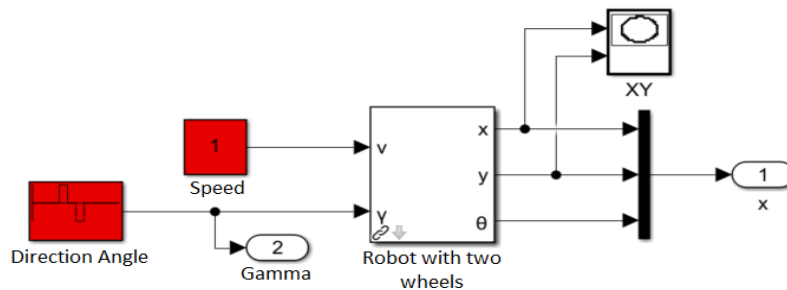 XY
1
Speed
v
x
y
θ
γ
1
x
Direction Angle
2
Gamma
Robot with two
wheels